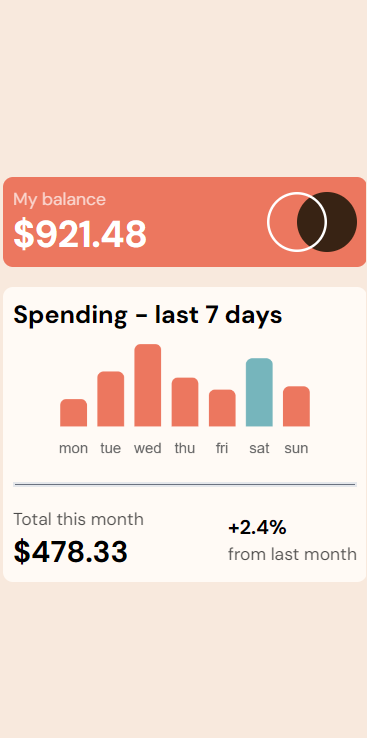 My balance
$921.48
Spending - last 7 days
mon tue wed thu fri sat sun
Total this month
$478.33
+2.4%
from last month